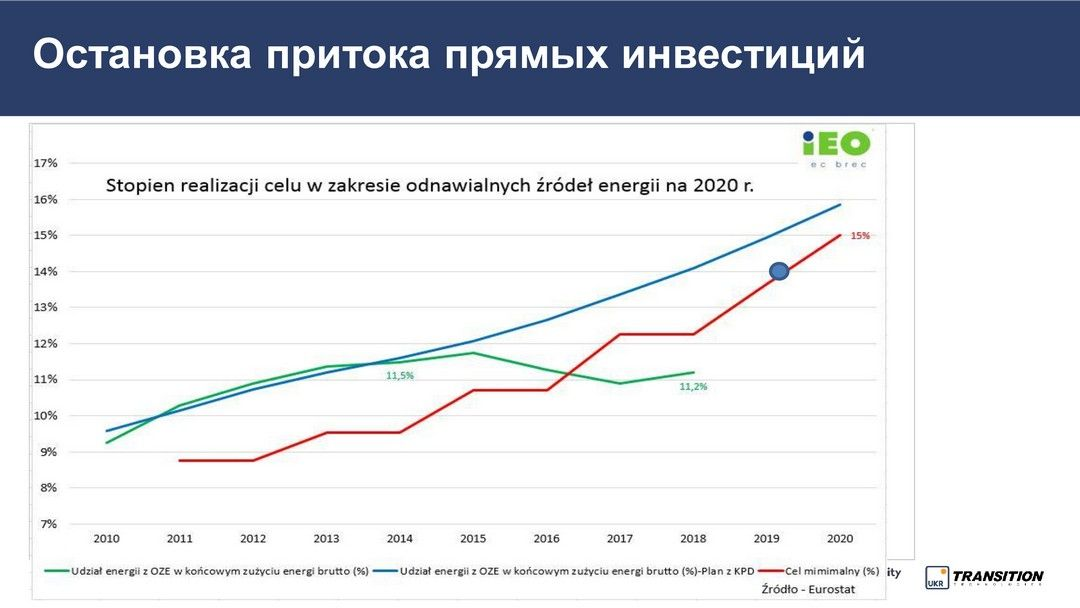 Остановка притока прямых инвестиций
iEO
ec brec
Stopien realizacji celu w zakresie odnawialnych źródeł energii na 2020 r.
17%
16%
15%
14%
13%
12%
11%
10%
9%
8%
7%
15%
11,5%
11,2%
2010 2011 2012 2013 2014 2015 2016 2017 2018 2019 2020
Udział energii z OZE w końcowym zużyciu energi brutto (%) Udział energii z OZE w końcowym zużyciu energi brutto (%)-Plan z KPD Cel mimimalny (%)
Źródło - Eurostat
ity
UKR TRANSITION
TECHNOLOGIES